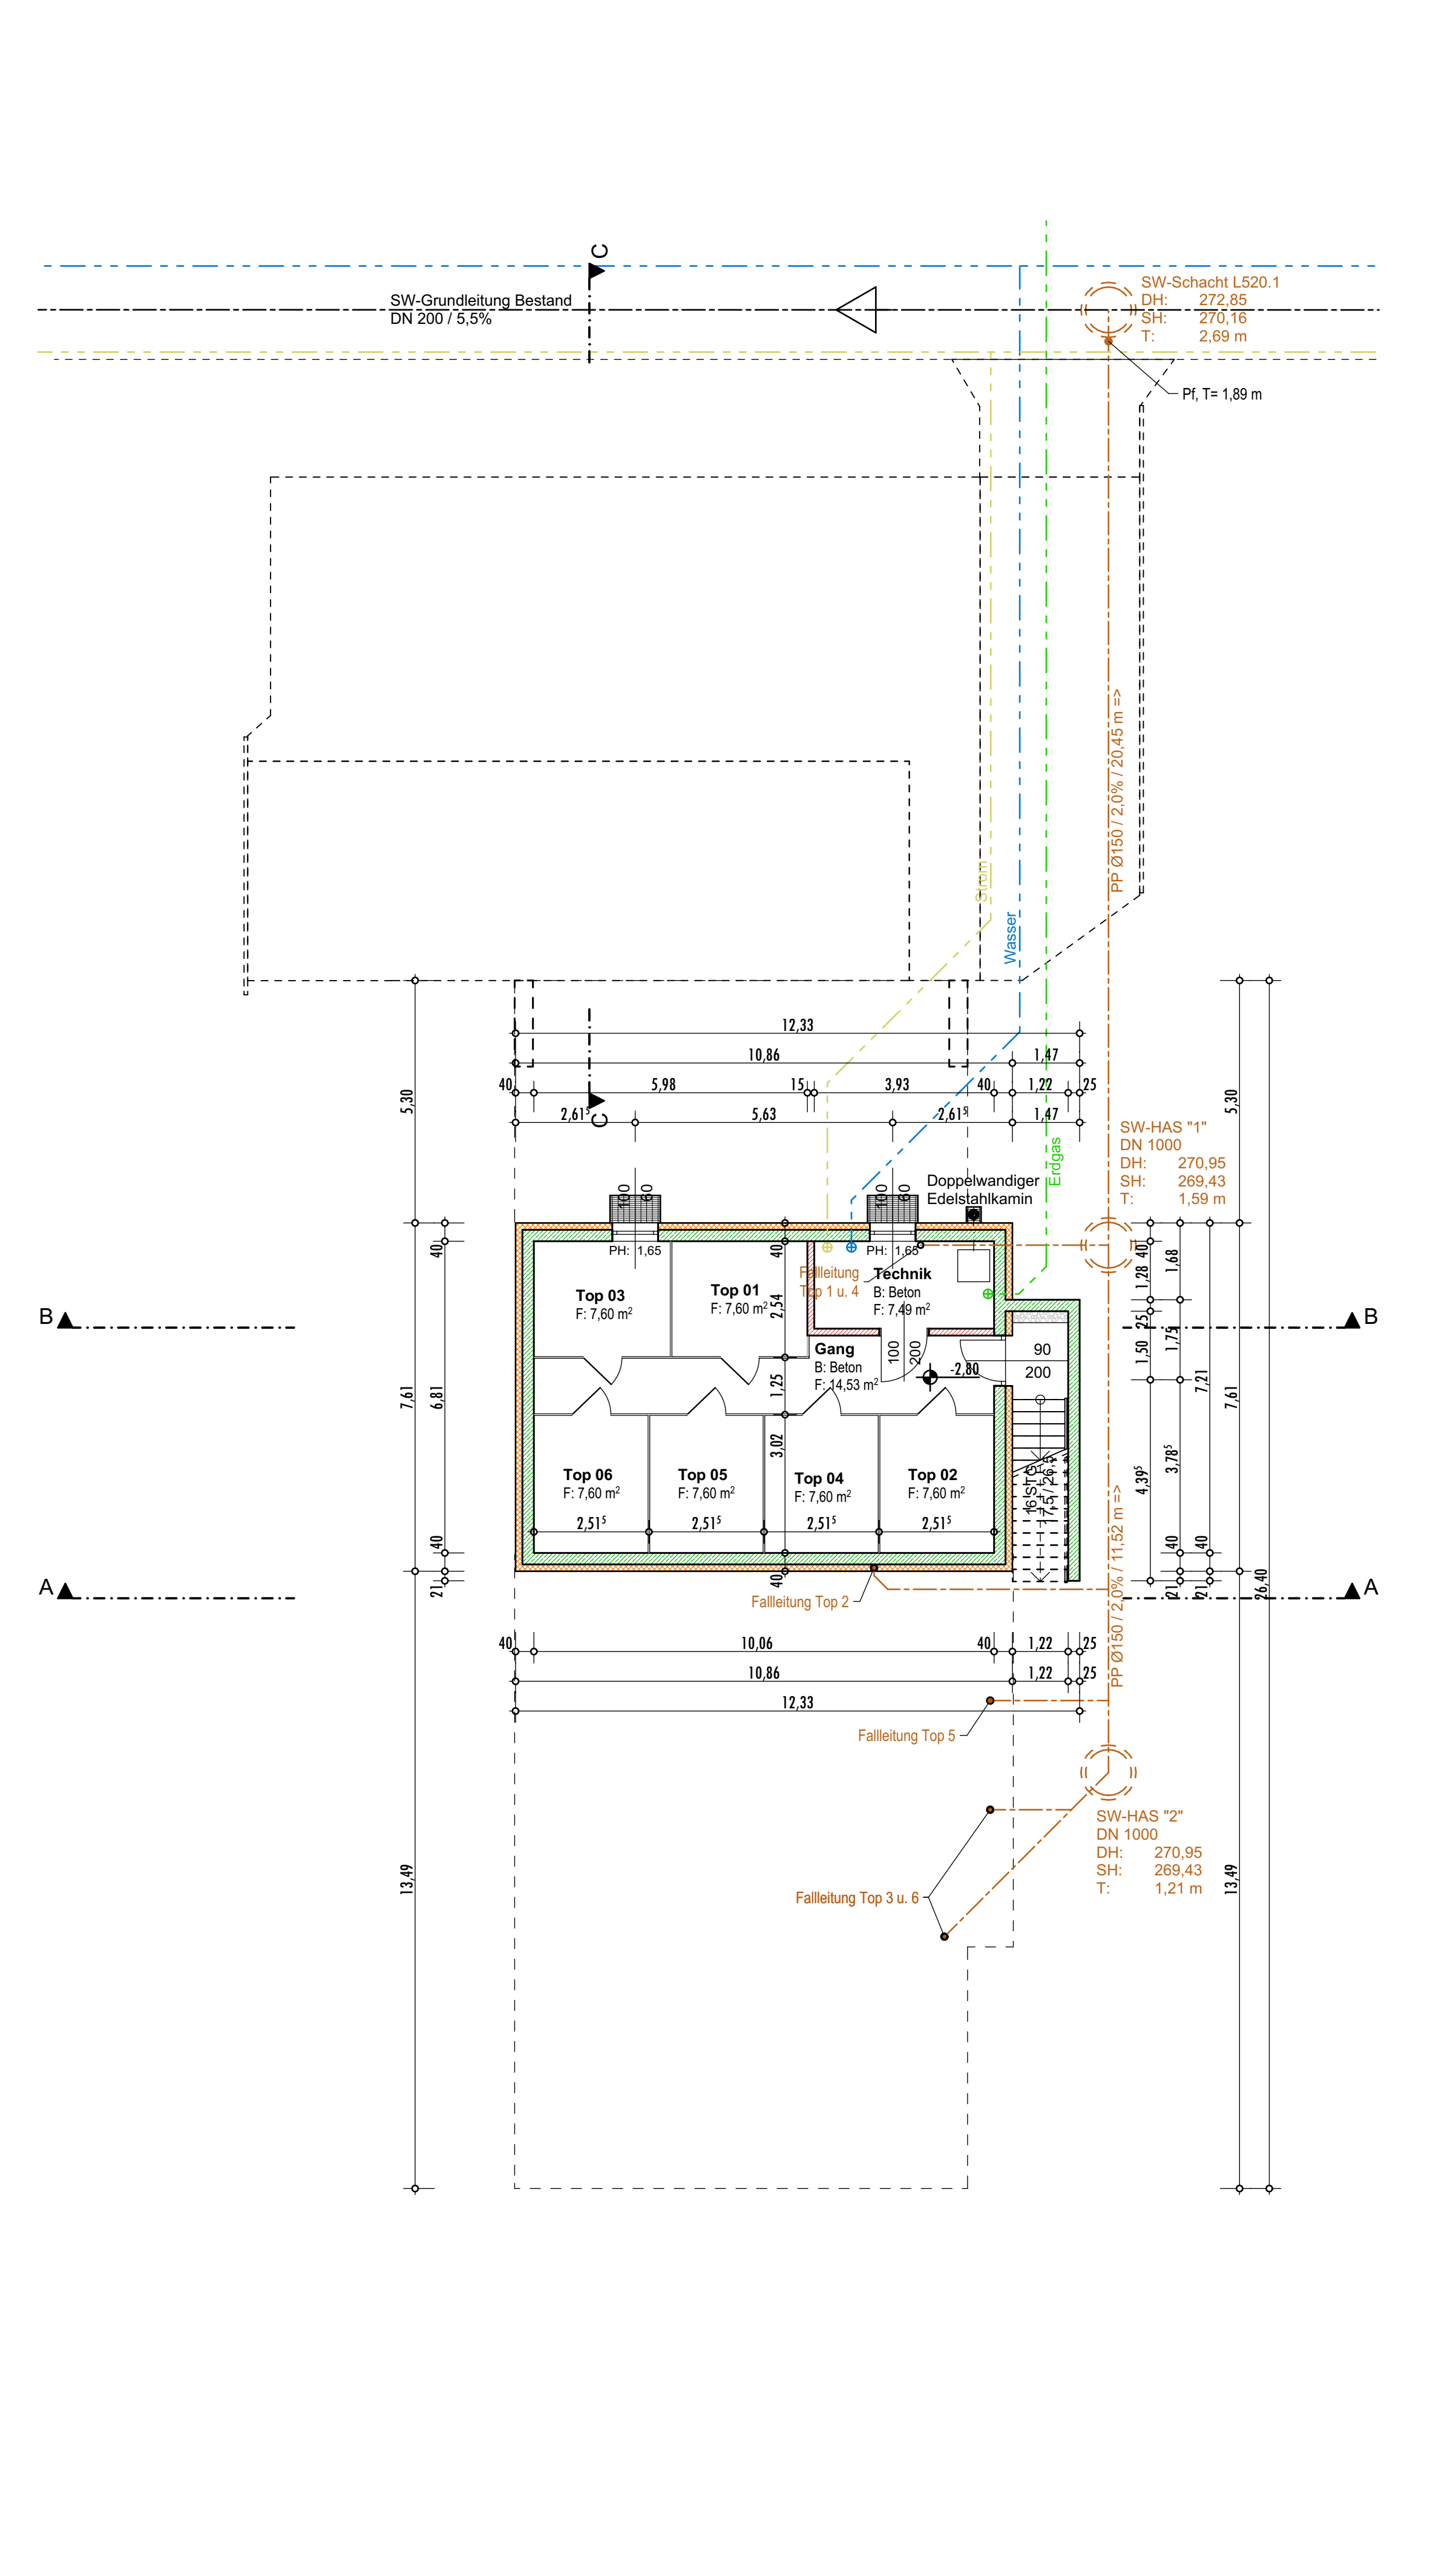 C
SW-Schacht L520.1
DH: 272,85
SH: 270,16
T: 2,69 m
SW-Grundleitung Bestand
DN 200 / 5,5%
Pf, T= 1,89 m
PP Ø150 / 2,0% / 20,45 m =>
Strom
Wasser
Erdgas
12,33
10,86
1,47
40
5,98
15
3,93
40
1,22
25
2,61⁵
5,63
2,61⁵
1,47
C
5,30
5,30
SW-HAS "1"
DN 1000
DH: 270,95
SH: 269,43
T: 1,59 m
Doppelwandiger
Edelstahlkamin
100
60
100
60
PH: 1,65
PH: 1,65
Fallleitung
Top 1 u. 4
Technik
B: Beton
F: 7,49 m²
Top 03
F: 7,60 m²
Top 01
F: 7,60 m²
40
2,54
1,25
3,02
40
Gang
B: Beton
F: 14,53 m²
100
200
-2,80
90
200
B
B
Top 06
F: 7,60 m²
Top 05
F: 7,60 m²
Top 04
F: 7,60 m²
Top 02
F: 7,60 m²
2,51⁵
2,51⁵
2,51⁵
2,51⁵
16 STG
17,5 / 26,5
40
7,61
6,81
40
21
40
1,28
25
1,50
4,39⁵
1,68
1,75
3,78⁵
40
21
7,21
40
21
7,61
26,40
A
A
Fallleitung Top 2
PP Ø150 / 2,0% / 11,52 m =>
40
10,06
40
1,22
25
10,86
1,22
25
12,33
Fallleitung Top 5
SW-HAS "2"
DN 1000
DH: 270,95
SH: 269,43
T: 1,21 m
Fallleitung Top 3 u. 6
13,49
13,49